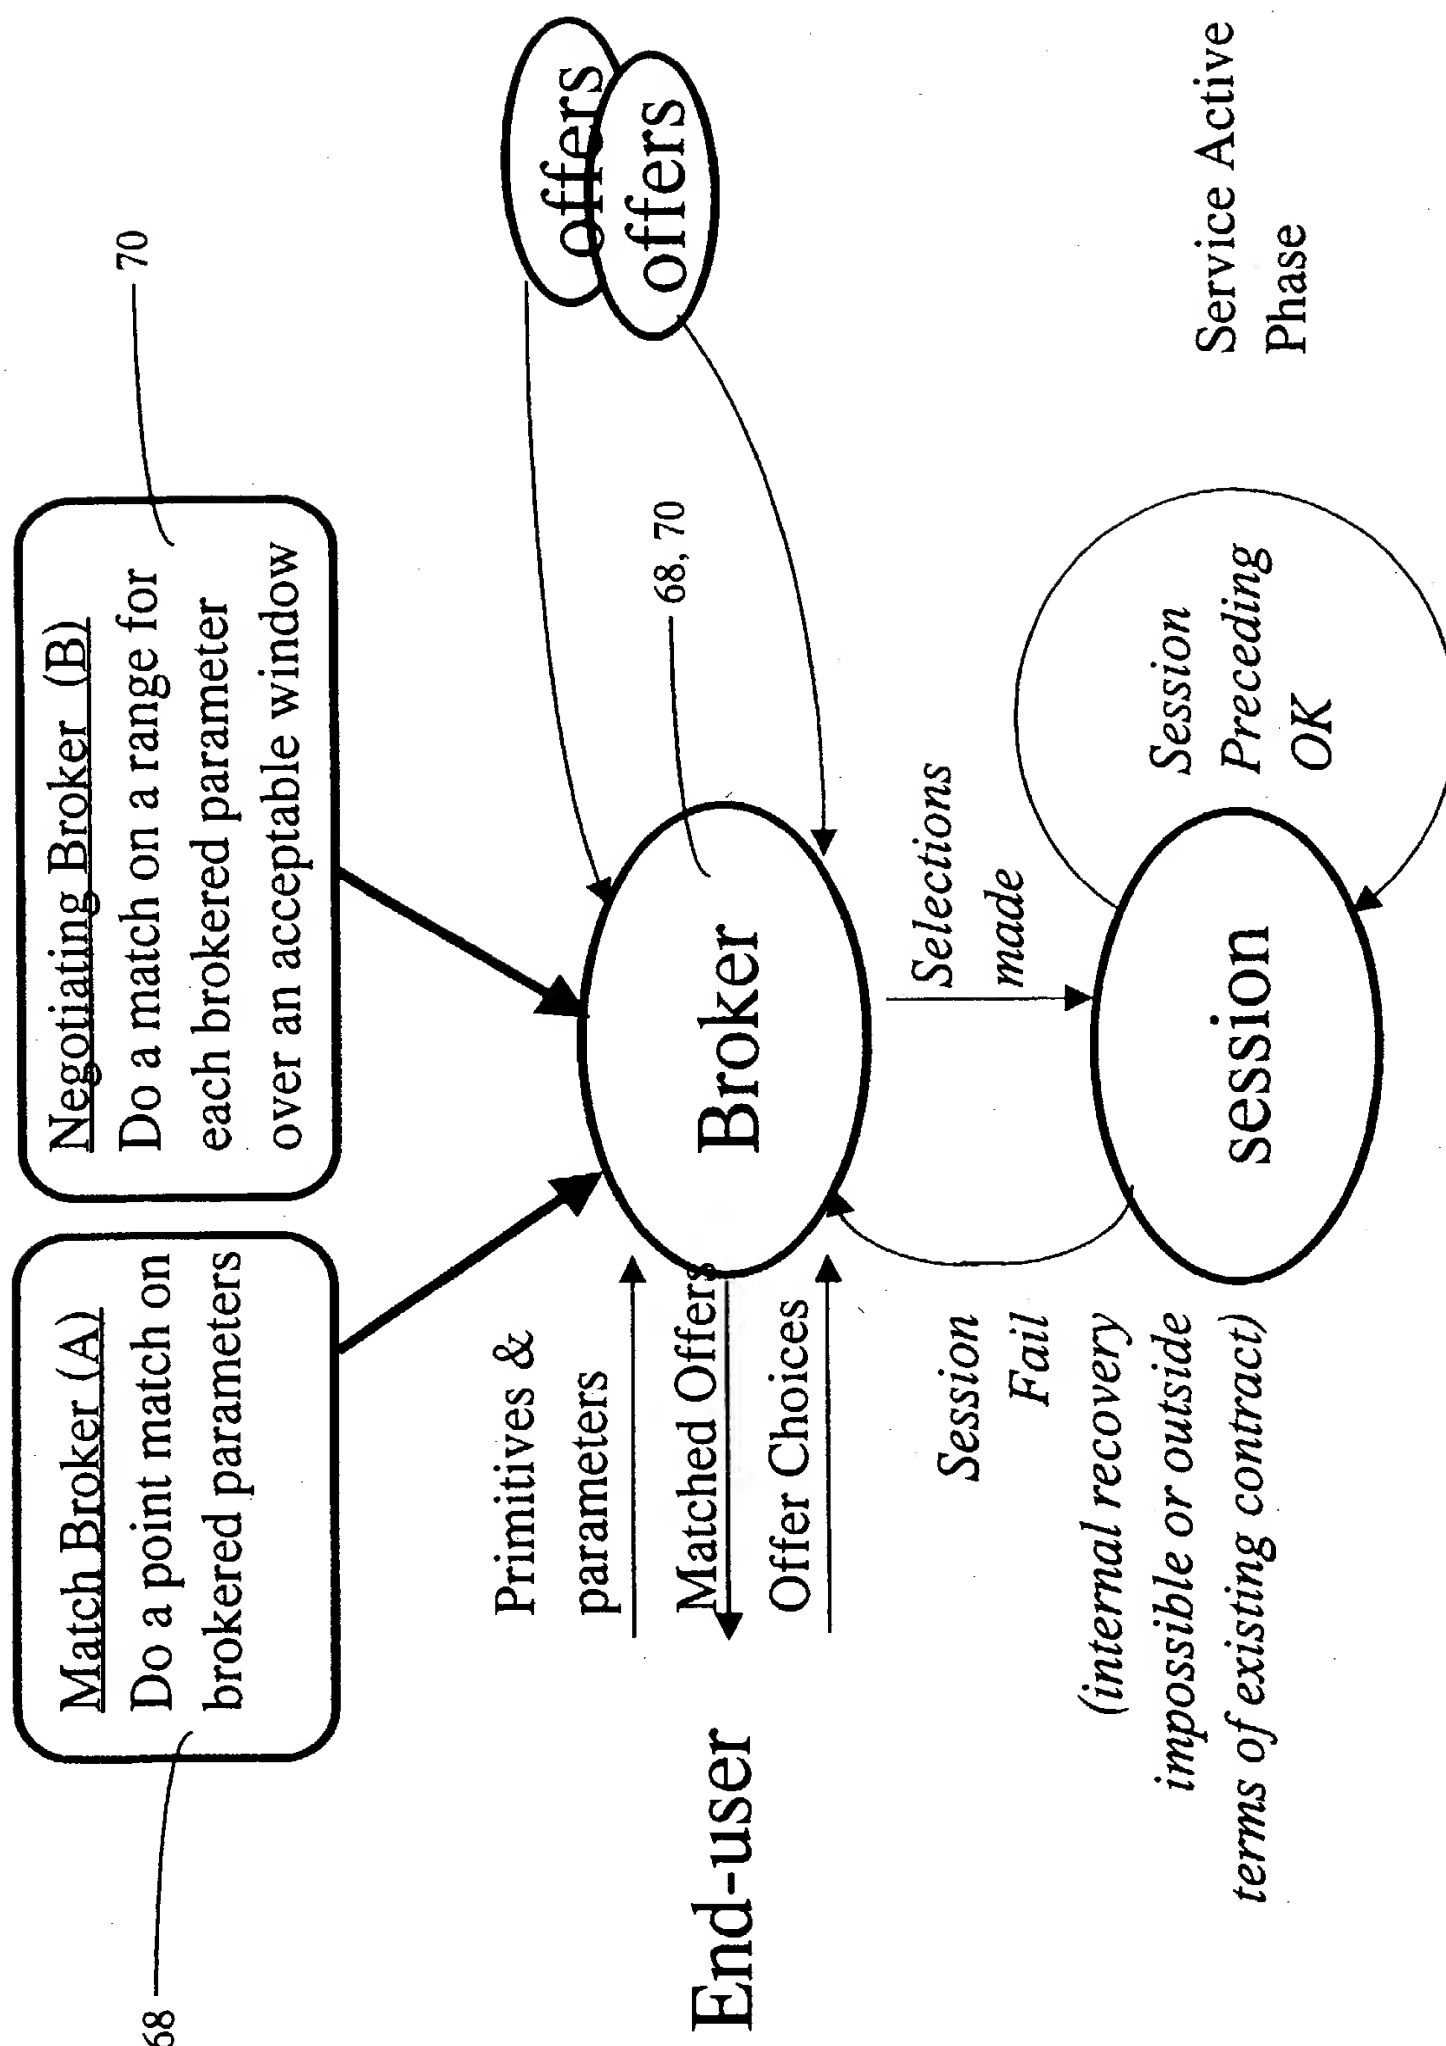 68
Match Broker (A)
Do a point match on
brokered parameters
Negotiating Broker (B)
Do a match on a range for
each brokered parameter
over an acceptable window
70
offers
offers
68, 70
Primitives &
parameters
Matched Offers
Offer Choices
End-user
Broker
Selections
made
Session
Fail
(internal recovery
impossible or outside
terms of existing contract)
session
Session
Preceding
OK
Service Active
Phase